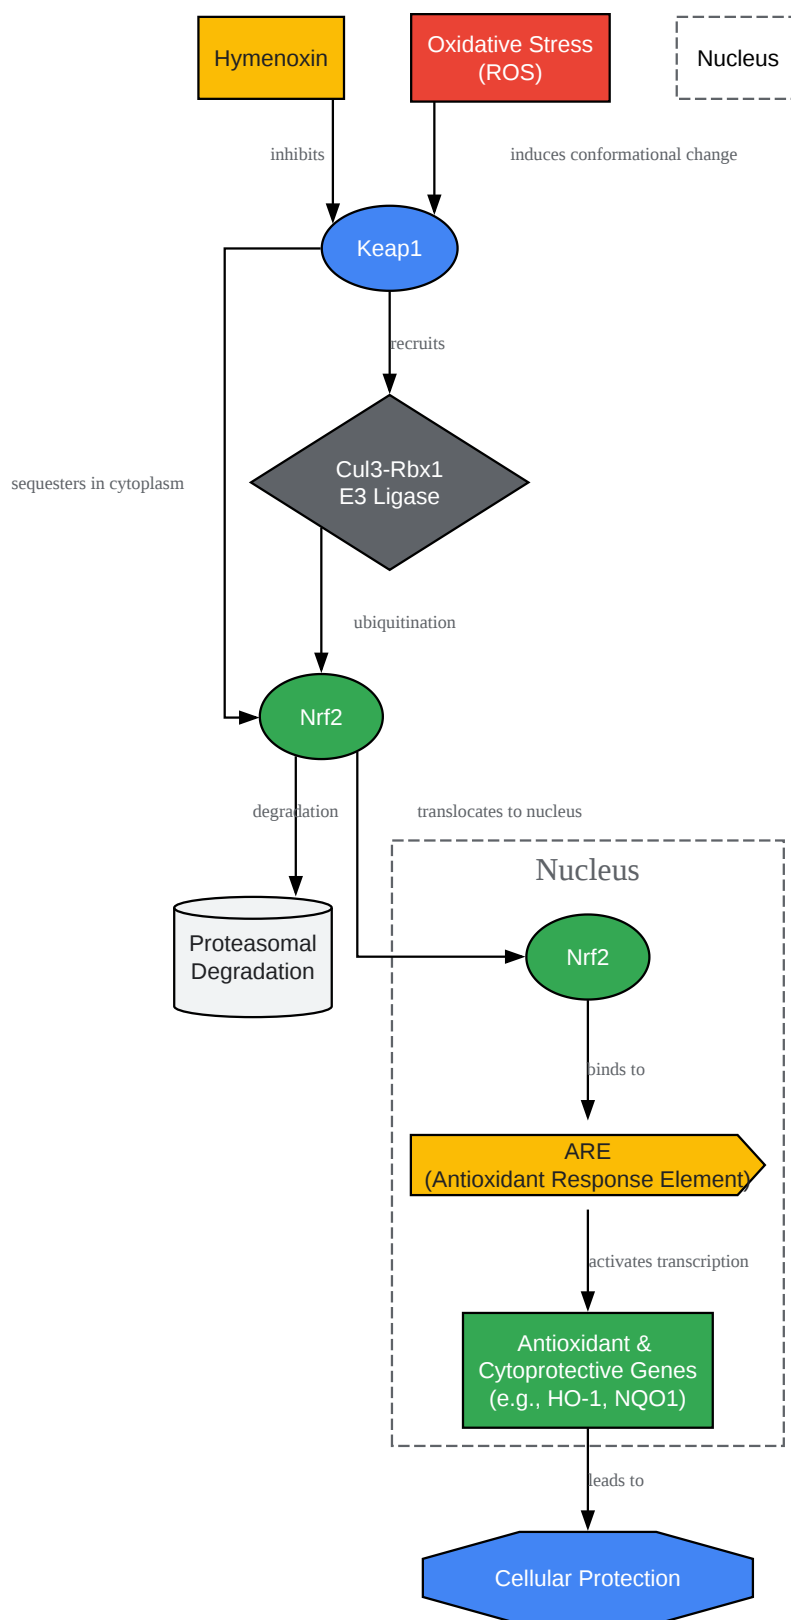 Hymenoxin
Oxidative Stress
(ROS)
Nucleus
inhibits
induces conformational change
Keap1
recruits
Cul3-Rbx1
E3 Ligase
sequesters in cytoplasm
ubiquitination
Nrf2
degradation
translocates to nucleus
Nucleus
Proteasomal
Degradation
Nrf2
binds to
ARE
(Antioxidant Response Element)
activates transcription
Antioxidant &
Cytoprotective Genes
(e.g., HO-1, NQO1)
leads to
Cellular Protection